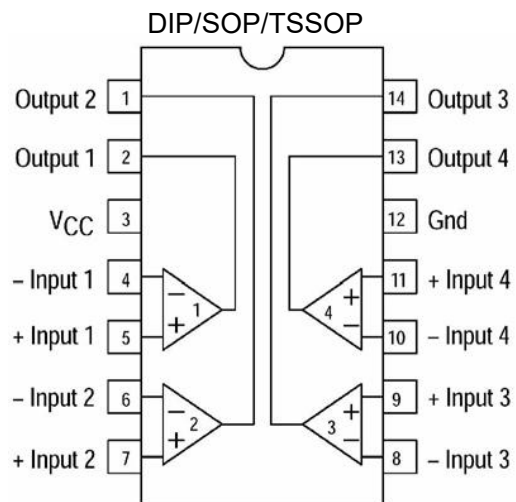 DIP/SOP/TSSOP
Output 2 1 14 Output 3
Output 1 2 13 Output 4
VCC 3 12 Gnd
– Input 1 4 – 11 + Input 4
+ 1 4 +
+ Input 1 5 – 10 – Input 4
– Input 2 6 – 9 + Input 3
+ 2 3 +
+ Input 2 7 – 8 – Input 3